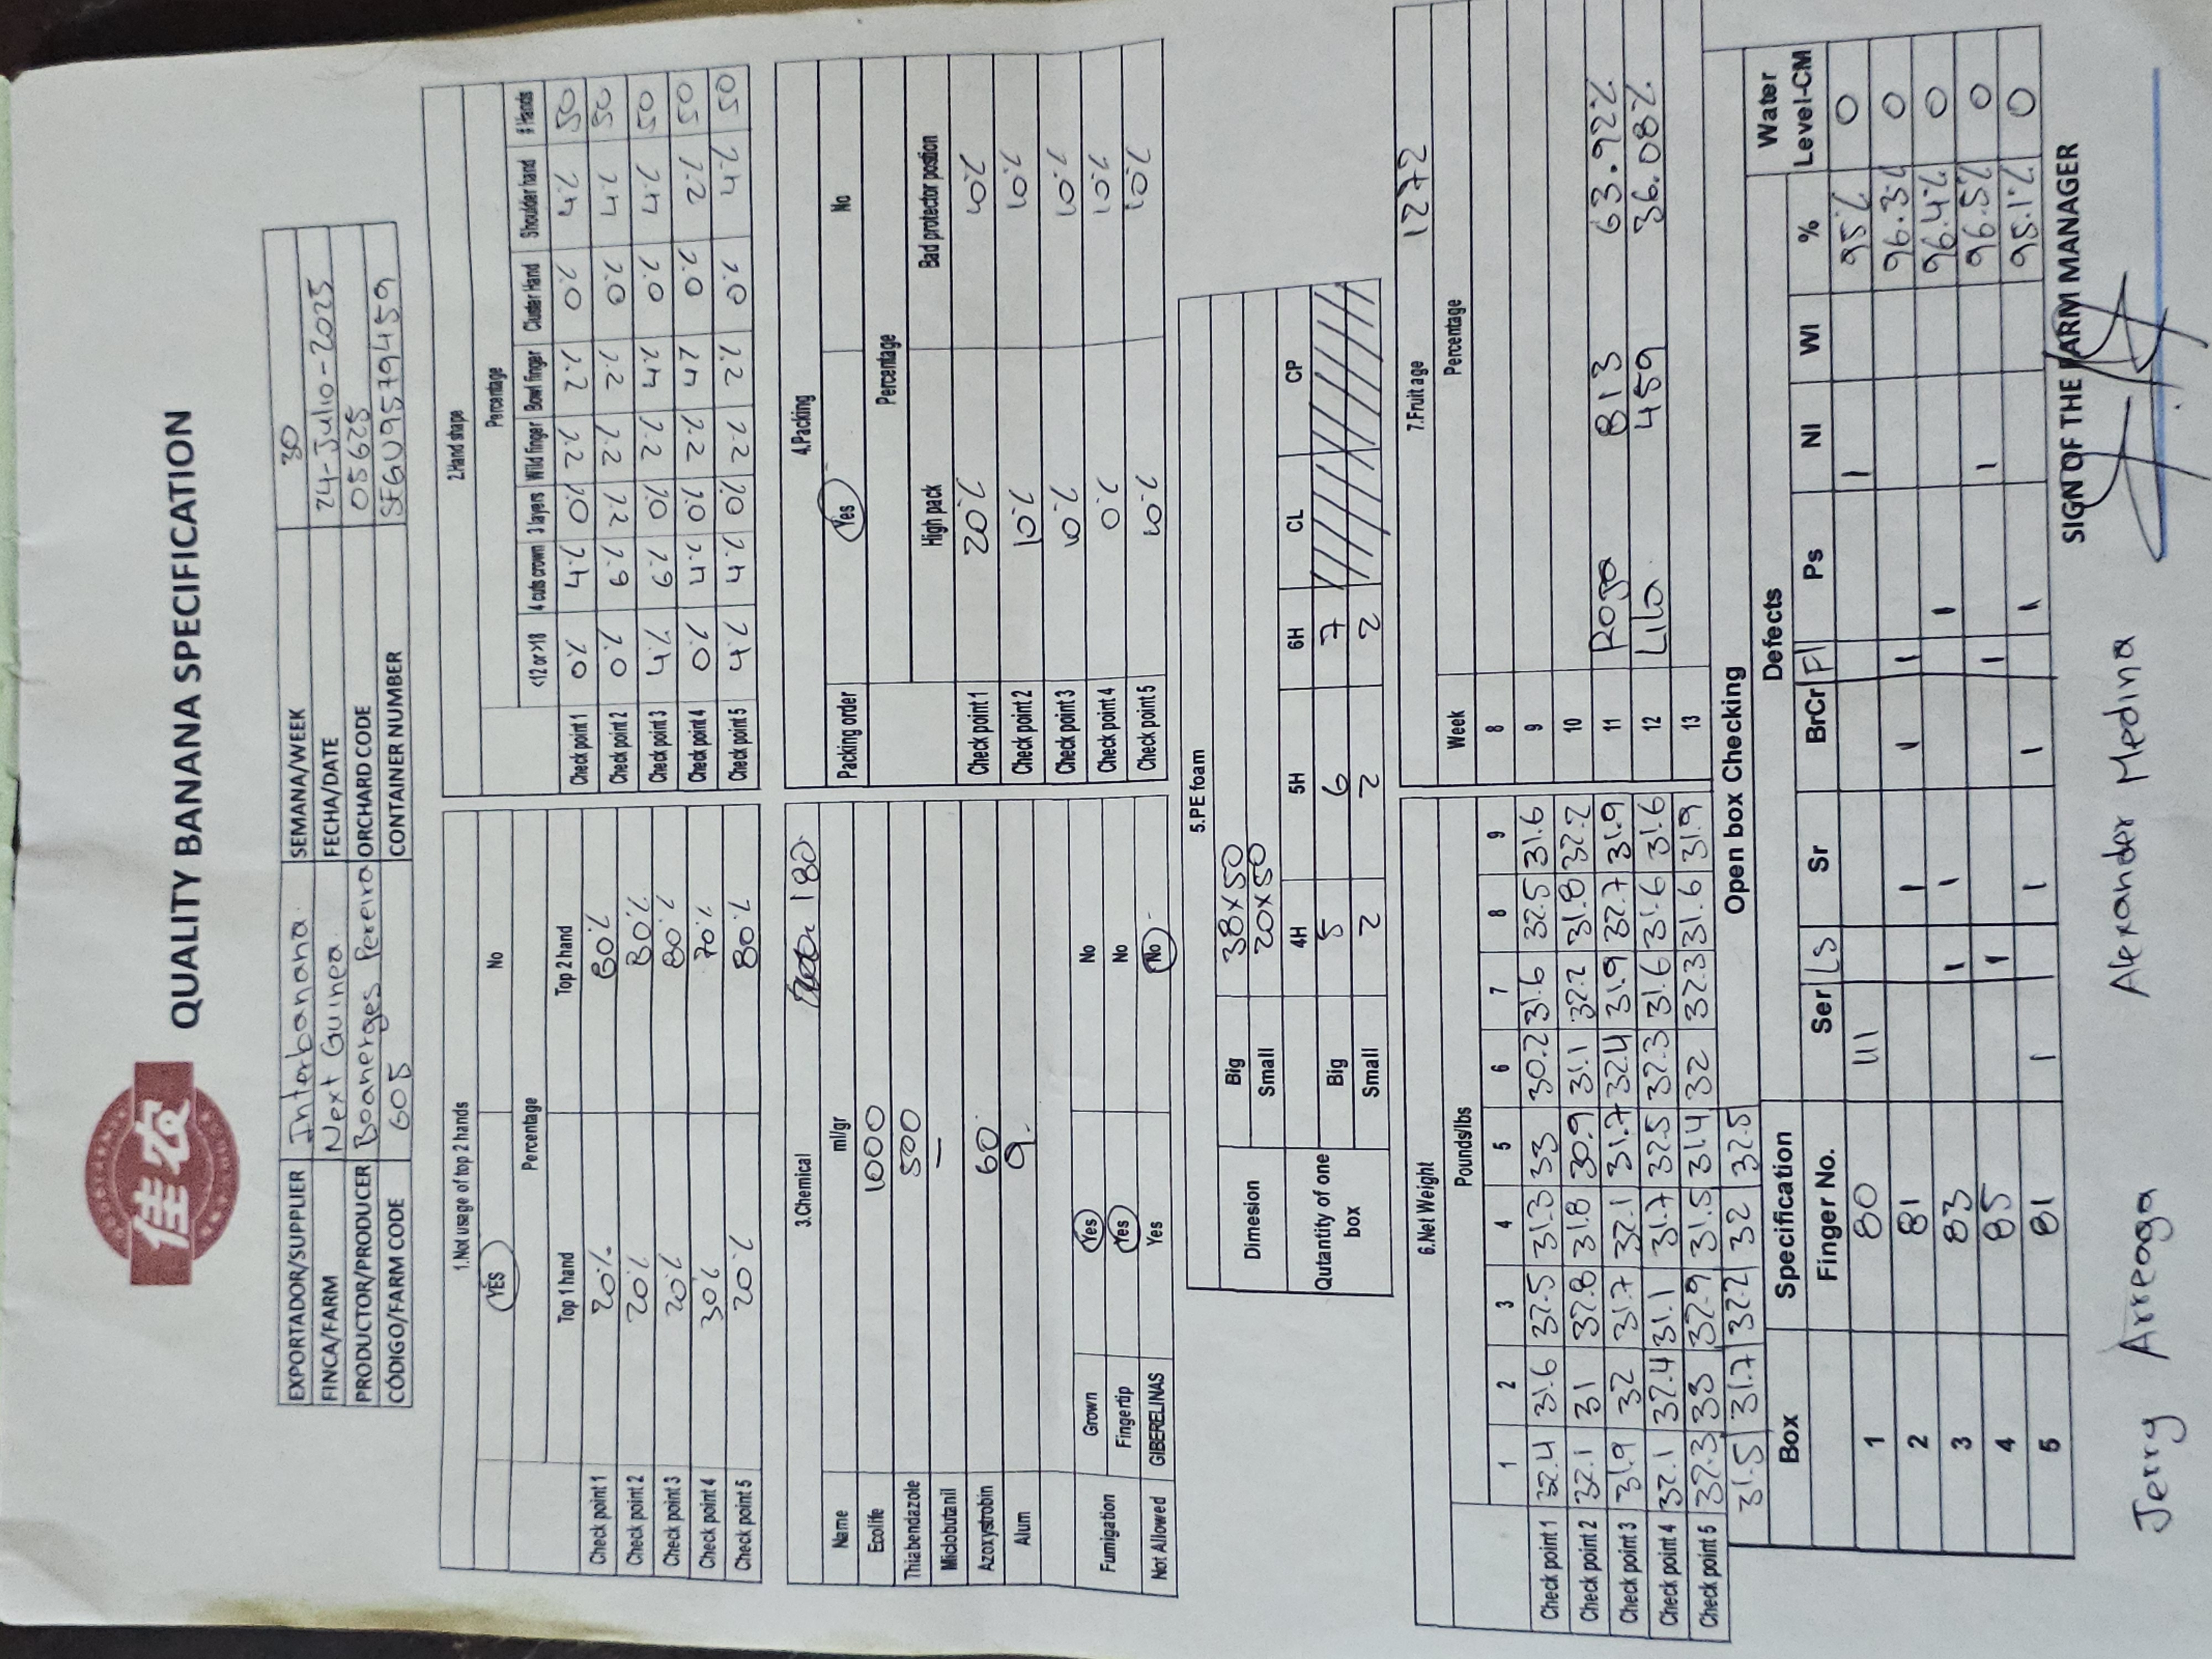 佳农
QUALITY BANANA SPECIFICATION
EXPORTADOR/SUPPLIER Interbanana SEMANA/WEEK 30
FINCA/FARM Next Guinea FECHA/DATE 24-Julio-2025
PRODUCTOR/PRODUCER Boanerges Pereira ORCHARD CODE 05625
CÓDIGO/FARM CODE 605 CONTAINER NUMBER SEGU9579459
1.Not usage of top 2 hands
YES No
Percentage
Top 1 hand Top 2 hand
Check point 1 20% 80%
Check point 2 20% 80%
Check point 3 20% 80%
Check point 4 30% 70%
Check point 5 20% 80%
2.Hand shape
Percentage
<12 or >18 4 cuts crown 3 layers Wild finger Bowl finger Cluster Hand Shoulder hand # Hands
Check point 1 0% 4% 0% 2% 2% 0% 4% 50
Check point 2 0% 6% 2% 2% 2% 0% 4% 50
Check point 3 4% 6% 0% 2% 4% 0% 4% 50
Check point 4 0% 4% 0% 2% 4% 0% 2% 50
Check point 5 4% 4% 0% 2% 2% 0% 4% 50
3.Chemical 180
Name ml/gr
Ecolife 1000
Thiabendazole 500
Miclobutanil —
Azoxystrobin 60
Alum 9.
Fumigation Grown Yes No
Fingertip Yes No
Not Allowed GIBERELINAS Yes No
4.Packing
Packing order Yes No
Percentage
High pack Bad protector postion
Check point 1 20% 10%
Check point 2 10% 10%
Check point 3 10% 10%
Check point 4 0% 10%
Check point 5 10% 10%
5.PE foam
Dimesion Big 38x50
Small 20x50
Qutantity of one box 4H 5H 6H CL CP
Big 5 6 7
Small 2 2 2
6.Net Weight
Pounds/lbs
1 2 3 4 5 6 7 8 9
Check point 1 32.4 31.6 32.5 31.3 33 30.2 31.6 32.5 31.6
Check point 2 32.1 31 32.8 31.8 30.9 31.1 32.2 31.8 32.2
Check point 3 31.9 32 31.7 32.1 31.7 32.4 31.9 32.7 31.9
Check point 4 32.1 32.4 31.1 31.7 32.5 32.3 31.6 31.6 31.6
Check point 5 32.3 33 32.9 31.5 31.4 32 32.3 31.6 31.9
31.5 31.7 32.2 32 32.5
7.Fruit age 1272
Week Percentage
8
9
10
11 Roja 813 63.92%
12 Lila 459 36.08%
13
Open box Checking
Box Specification Defects Water Level-CM
Finger No. Ser LS Sr BrCr Fl Ps NI WI %
1 80 III I 95% 0
2 81 I I I 96.3% 0
3 83 I I I 96.4% 0
4 85 I I I 96.5% 0
5 81 I I I I 95.1% 0
SIGN OF THE FARM MANAGER
Jerry Arreaga Alexander Medina